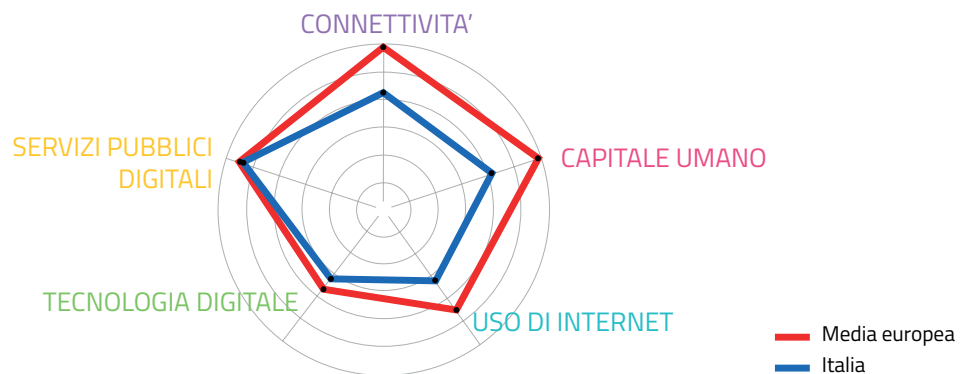 CONNETTIVITA’
SERVIZI PUBBLICI
DIGITALI
CAPITALE UMANO
TECNOLOGIA DIGITALE
USO DI INTERNET
Media europea
Italia